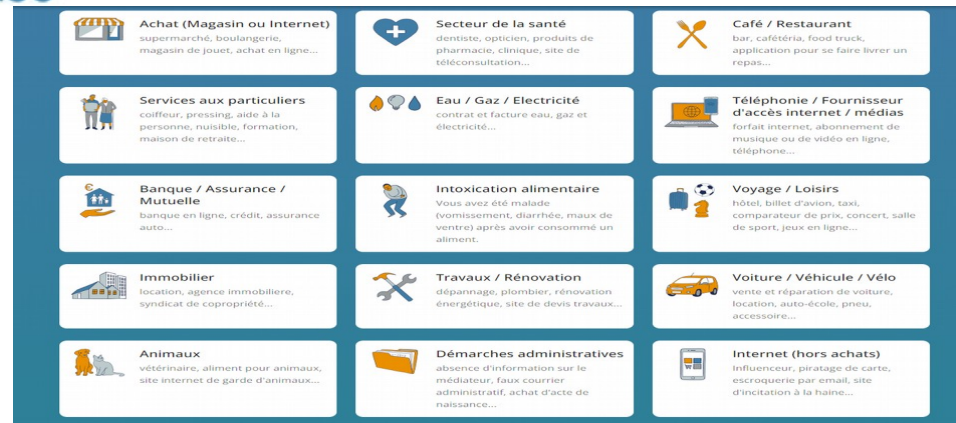 Achat (Magasin ou Internet)
supermarché, boulangerie,
magasin de jouet, achat en ligne...
Secteur de la santé
dentiste, opticien, produits de
pharmacie, clinique, site de
téléconsultation...
Café / Restaurant
bar, cafétéria, food truck,
application pour se faire livrer un
repas...
Services aux particuliers
coiffeur, pressing, aide à la
personne, nuisible, formation,
maison de retraite...
Eau / Gaz / Electricité
contrat et facture eau, gaz et
électricité...
Téléphonie / Fournisseur
d'accès internet / médias
forfait internet, abonnement de
musique ou de vidéo en ligne,
téléphone...
Banque / Assurance /
Mutuelle
banque en ligne, crédit, assurance
auto...
Intoxication alimentaire
Vous avez été malade
(vomissement, diarrhée, maux de
ventre) après avoir consommé un
aliment.
Voyage / Loisirs
hôtel, billet d'avion, taxi,
comparateur de prix, concert, salle
de sport, jeux en ligne...
Immobilier
location, agence immobiliere,
syndicat de copropriété...
Travaux / Rénovation
dépannage, plombier, rénovation
énergétique, site de devis travaux...
Voiture / Véhicule / Vélo
vente et réparation de voiture,
location, auto-école, pneu,
accessoire...
Animaux
vétérinaire, aliment pour animaux,
site internet de garde d'animaux...
Démarches administratives
absence d'information sur le
médiateur, faux courrier
administratif, achat d'acte de
naissance...
Internet (hors achats)
Influenceur, piratage de carte,
escroquerie par email, site
d'incitation à la haine...